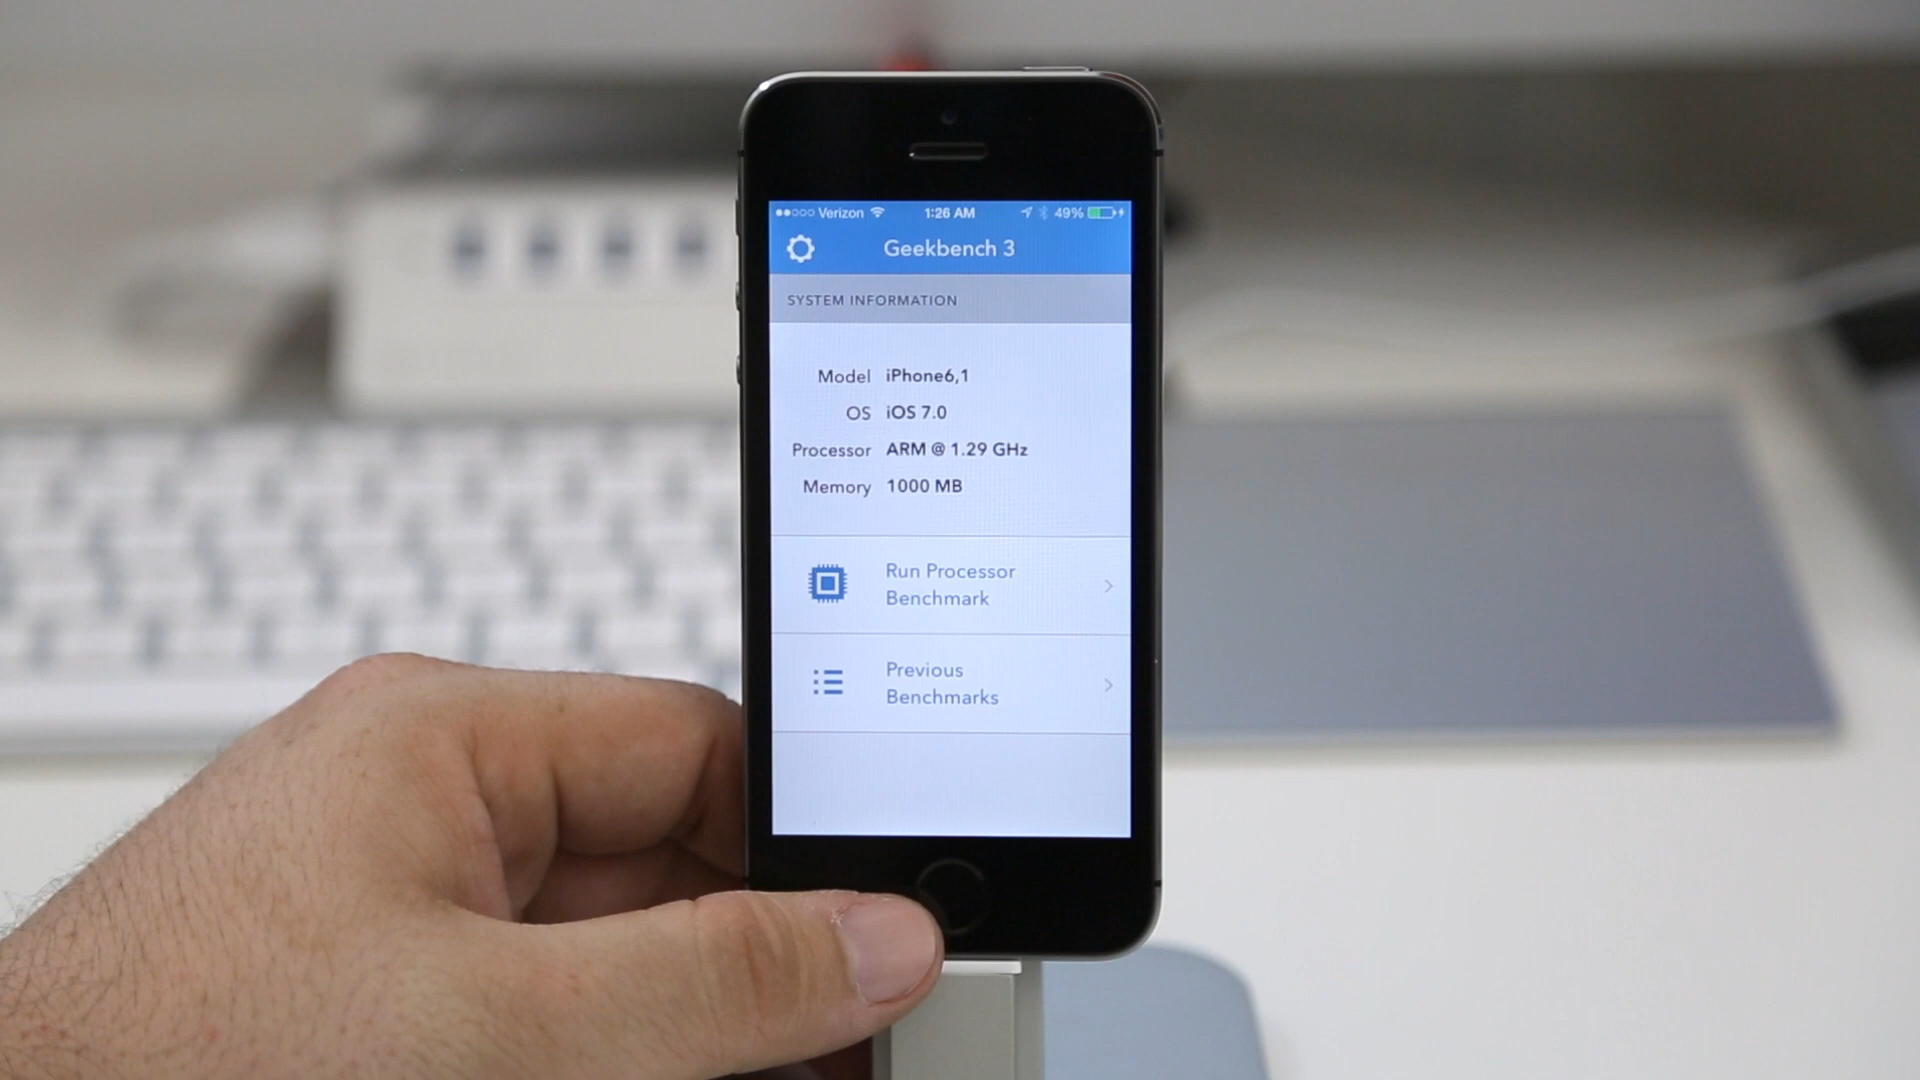 Verizon 1:26 AM 49%
Geekbench 3
SYSTEM INFORMATION
Model iPhone6,1
OS iOS 7.0
Processor ARM @ 1.29 GHz
Memory 1000 MB
Run Processor
Benchmark
Previous
Benchmarks